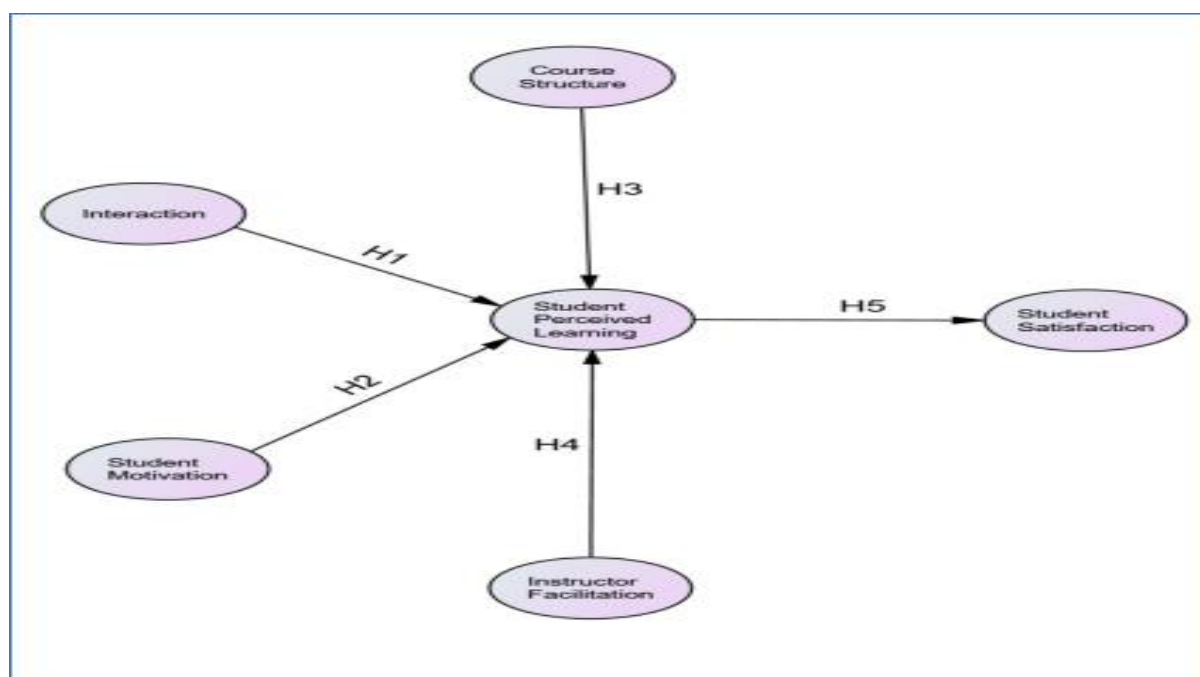 Course
Structure
H3
Interaction
H1
Student
Perceived
Learning
H5
Student
Satisfaction
H2
Student
Motivation
H4
Instructor
Facilitation